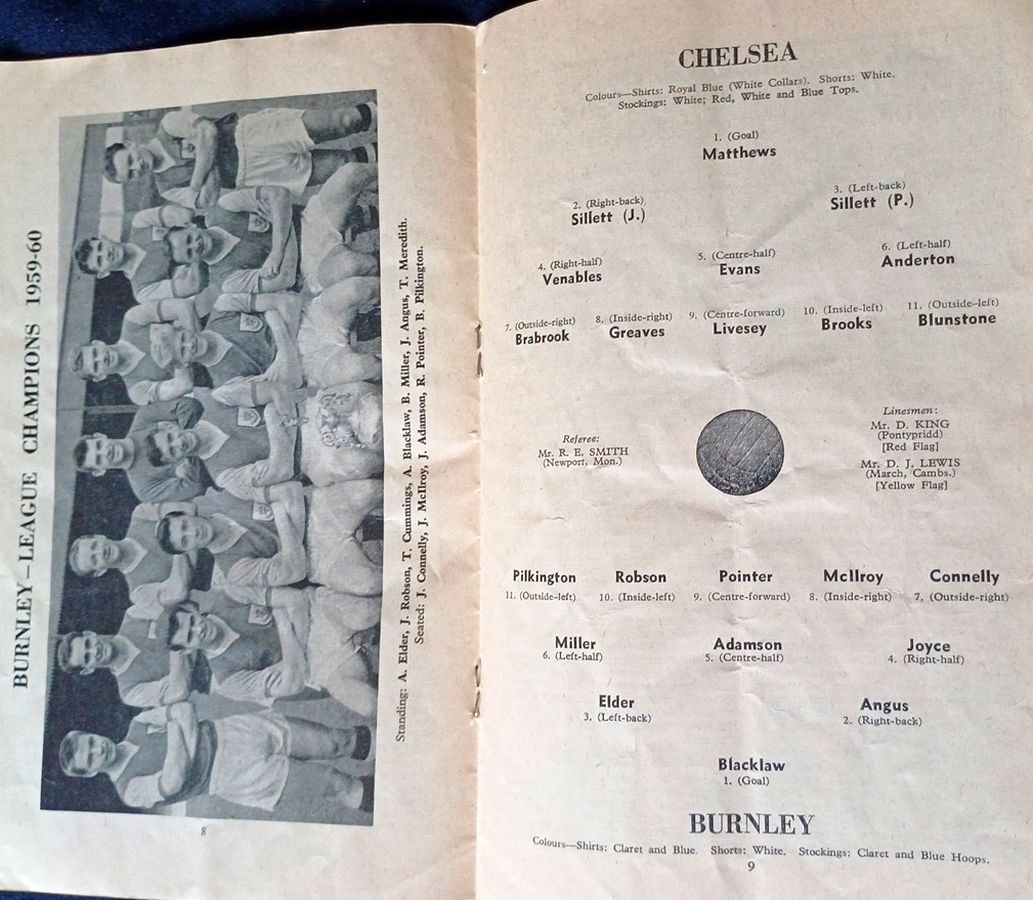 BURNLEY—LEAGUE CHAMPIONS 1959-60
Standing: A. Elder, J. Robson, T. Cummings, A. Blacklaw, B. Miller, J. Angus, T. Meredith.
Seated: J. Connelly, J. McIlroy, J. Adamson, R. Pointer, B. Pilkington.
8
CHELSEA
Colours—Shirts: Royal Blue (White Collars). Shorts: White.
Stockings: White; Red, White and Blue Tops.
1. (Goal)
Matthews
2. (Right-back)
Sillett (J.)
3. (Left-back)
Sillett (P.)
4. (Right-half)
Venables
5. (Centre-half)
Evans
6. (Left-half)
Anderton
7. (Outside-right)
Brabrook
8. (Inside-right)
Greaves
9. (Centre-forward)
Livesey
10. (Inside-left)
Brooks
11. (Outside-left)
Blunstone
Referee:
Mr. R. E. SMITH
(Newport, Mon.)
Linesmen:
Mr. D. KING
(Pontypridd)
[Red Flag]
Mr. D. J. LEWIS
(March, Cambs.)
[Yellow Flag]
Pilkington
11. (Outside-left)
Robson
10. (Inside-left)
Pointer
9. (Centre-forward)
McIlroy
8. (Inside-right)
Connelly
7. (Outside-right)
Miller
6. (Left-half)
Adamson
5. (Centre-half)
Joyce
4. (Right-half)
Elder
3. (Left-back)
Angus
2. (Right-back)
Blacklaw
1. (Goal)
BURNLEY
Colours—Shirts: Claret and Blue. Shorts: White. Stockings: Claret and Blue Hoops.
9